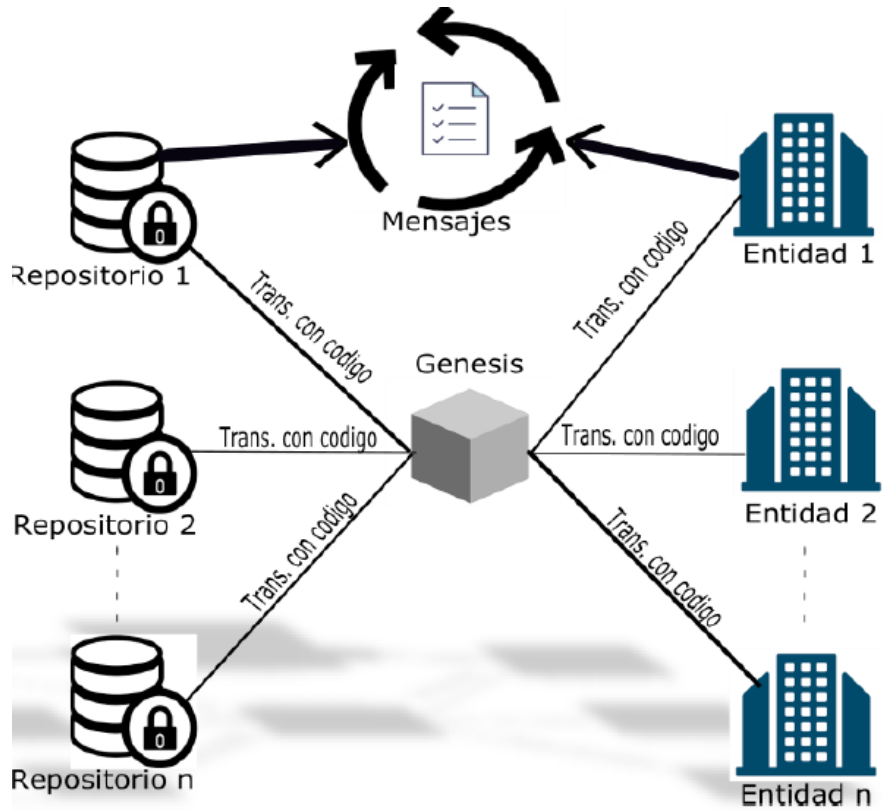 Mensajes
Repositorio 1
Entidad 1
Trans. con codigo
Trans. con codigo
Genesis
Trans. con codigo
Trans. con codigo
Repositorio 2
Entidad 2
Trans. con codigo
Trans. con codigo
Repositorio n
Entidad n